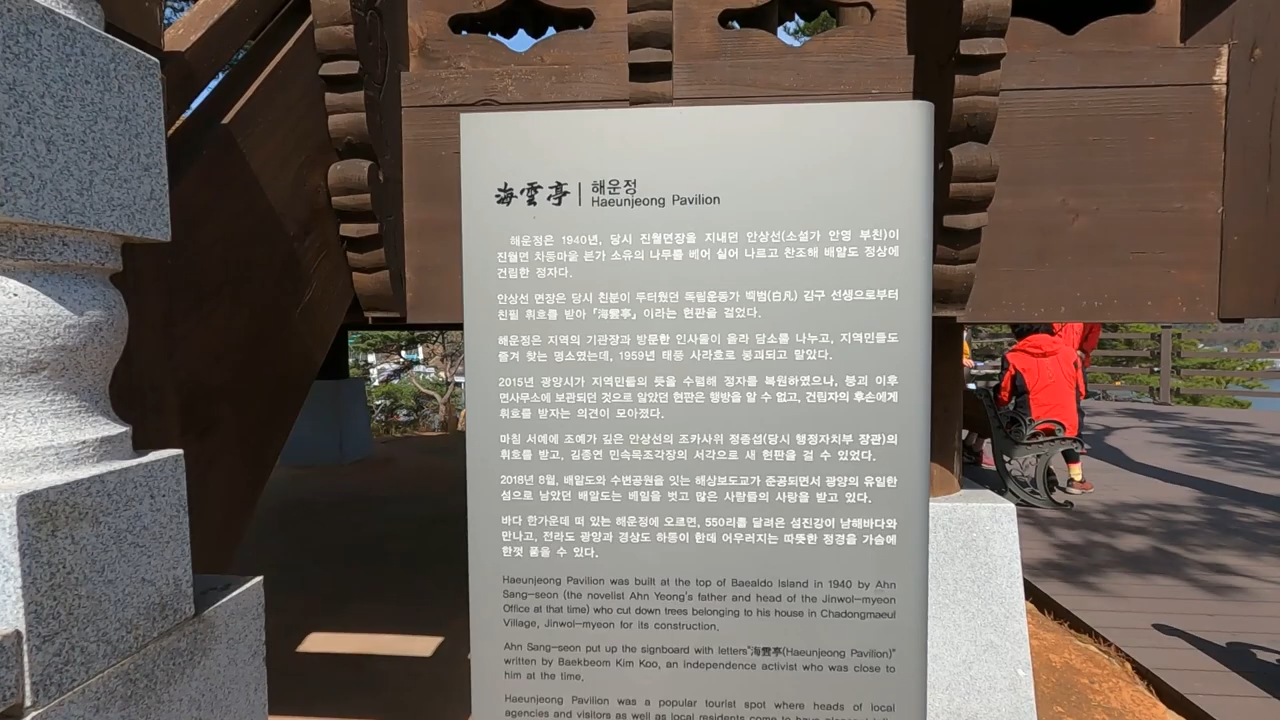 海雲亭 | 해운정
Haeunjeong Pavilion
해운정은 1940년, 당시 진월면장을 지내던 안상선(소설가 안영 부친)이
진월면 차동마을 본가 소유의 나무를 베어 실어 나르고 찬조해 배알도 정상에
건립한 정자다.
안상선 면장은 당시 친분이 두터웠던 독립운동가 백범(白凡) 김구 선생으로부터
친필 휘호를 받아 「海雲亭」이라는 현판을 걸었다.
해운정은 지역의 기관장과 방문한 인사들이 올라 담소를 나누고, 지역민들도
즐겨 찾는 명소였는데, 1959년 태풍 사라호로 붕괴되고 말았다.
2015년 광양시가 지역민들의 뜻을 수렴해 정자를 복원하였으나, 붕괴 이후
면사무소에 보관되던 것으로 알았던 현판은 행방을 알 수 없고, 건립자의 후손에게
휘호를 받자는 의견이 모아졌다.
마침 서예에 조예가 깊은 안상선의 조카사위 정종섭(당시 행정자치부 장관)의
휘호를 받고, 김종연 민속목조각장의 서각으로 새 현판을 걸 수 있었다.
2018년 8월, 배알도와 수변공원을 잇는 해상보도교가 준공되면서 광양의 유일한
섬으로 남았던 배알도는 베일을 벗고 많은 사람들의 사랑을 받고 있다.
바다 한가운데 떠 있는 해운정에 오르면, 550리를 달려온 섬진강이 남해바다와
만나고, 전라도 광양과 경상도 하동이 한데 어우러지는 따뜻한 정경을 가슴에
한껏 품을 수 있다.
Haeunjeong Pavilion was built at the top of Baealdo Island in 1940 by Ahn
Sang-seon (the novelist Ahn Yeong's father and head of the Jinwol-myeon
Office at that time) who cut down trees belonging to his house in Chadongmaeul
Village, Jinwol-myeon for its construction.
Ahn Sang-seon put up the signboard with letters"海雲亭(Haeunjeong Pavilion)"
written by Baekbeom Kim Koo, an independence activist who was close to
him at the time.
Haeunjeong Pavilion was a popular tourist spot where heads of local
agencies and visitors as well as local residents come to have